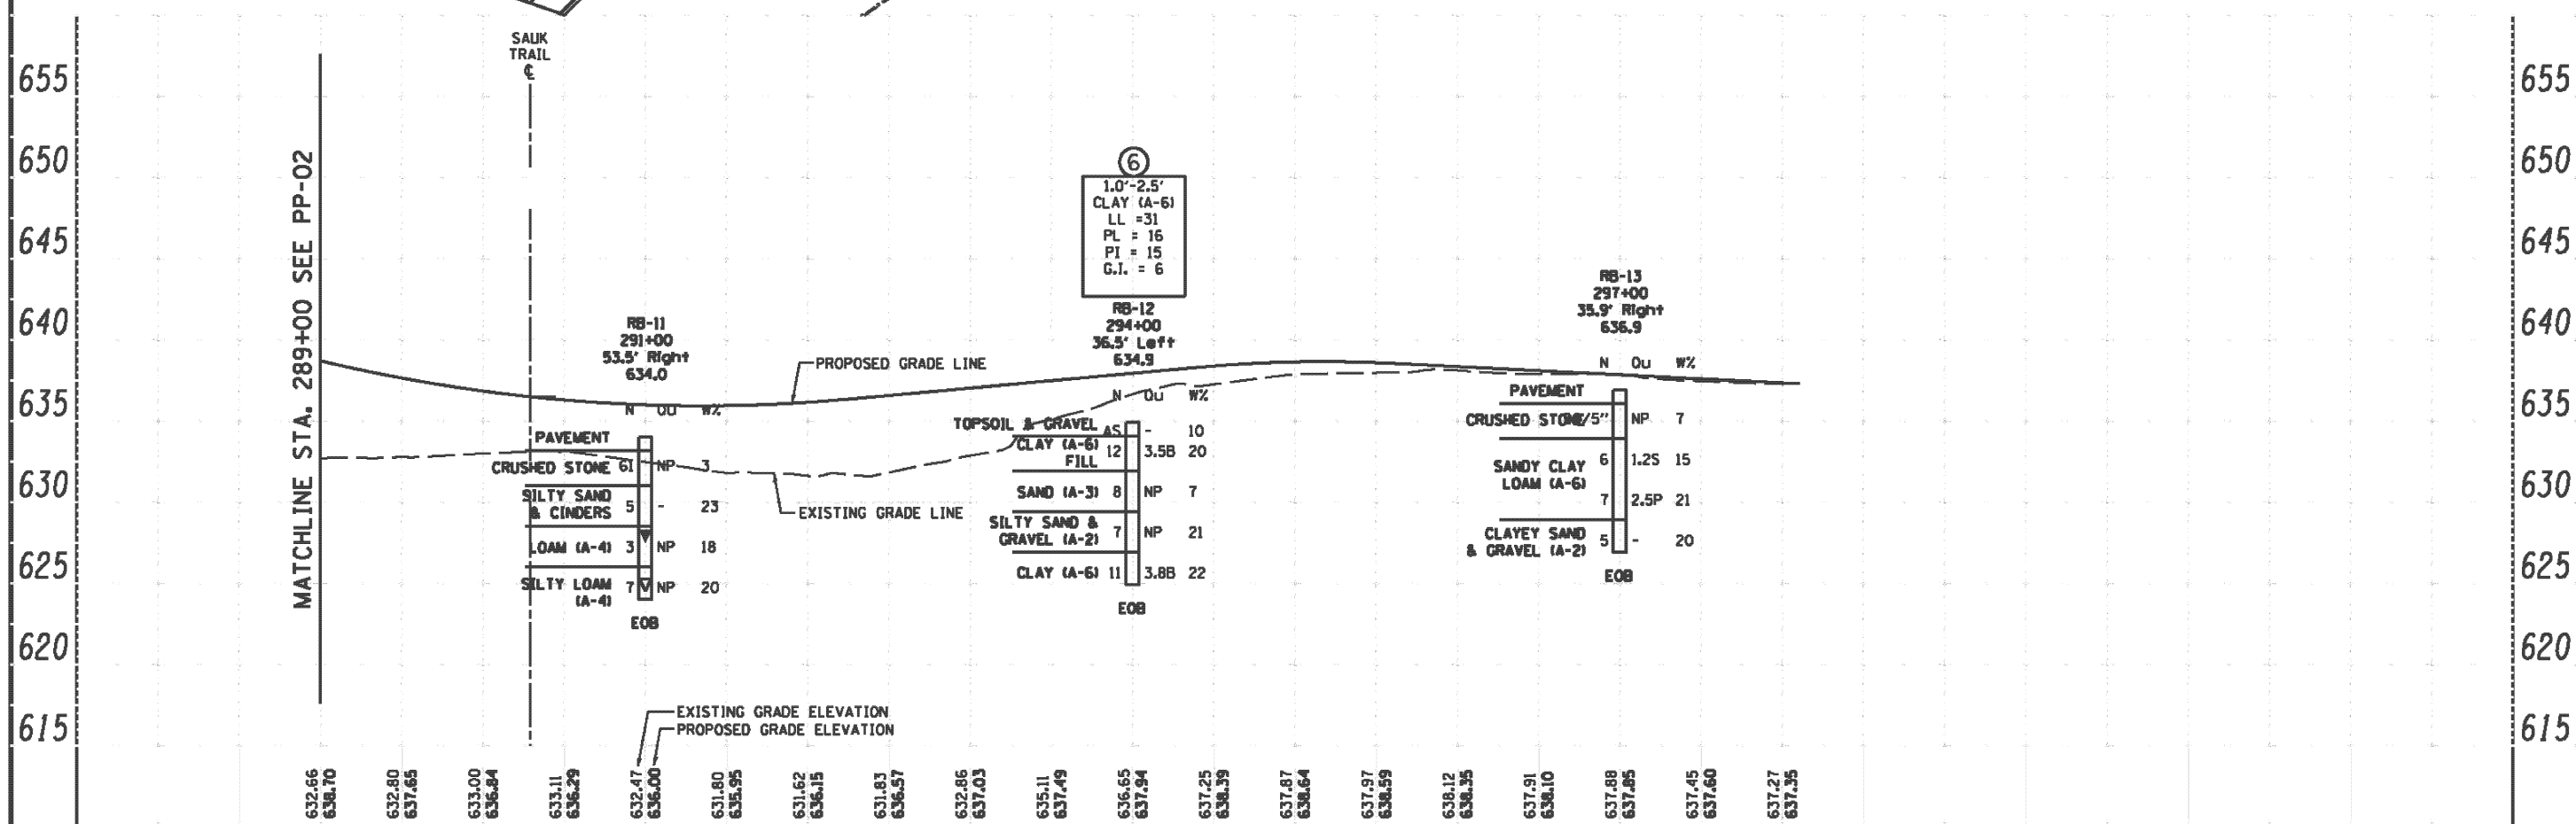 SAUK
TRAIL
℄
655
650
645
640
635
630
625
620
615
655
650
645
640
635
630
625
620
615
MATCHLINE STA. 289+00 SEE PP-02
RB-11
291+00
53.5' Right
634.0
N QU W%
PAVEMENT
CRUSHED STONE 61 NP 3
SILTY SAND
& CINDERS 5 - 23
LOAM (A-4) 3 NP 18
SILTY LOAM
(A-4) 7 NP 20
EOB
PROPOSED GRADE LINE
EXISTING GRADE LINE
6
1.0'-2.5'
CLAY (A-6)
LL =31
PL = 16
PI = 15
G.I. = 6
RB-12
294+00
36.5' Left
634.9
N Qu W%
TOPSOIL & GRAVEL AS - 10
CLAY (A-6)
FILL 12 3.5B 20
SAND (A-3) 8 NP 7
SILTY SAND &
GRAVEL (A-2) 7 NP 21
CLAY (A-6) 11 3.8B 22
EOB
RB-13
297+00
35.9' Right
636.9
N Qu W%
PAVEMENT
CRUSHED /5" NP 7
SANDY CLAY
LOAM (A-6)
6 1.2S 15
7 2.5P 21
CLAYEY SAND
& GRAVEL (A-2) 5 - 20
EOB
EXISTING GRADE ELEVATION
PROPOSED GRADE ELEVATION
632.66
638.70
632.80
637.65
633.00
636.84
633.11
636.29
632.47
636.00
631.80
635.95
631.62
636.15
631.83
636.57
632.86
637.03
635.11
637.49
636.65
637.94
637.25
638.39
637.87
638.64
637.97
638.59
638.12
638.35
637.91
638.10
637.88
637.85
637.45
637.60
637.27
637.35